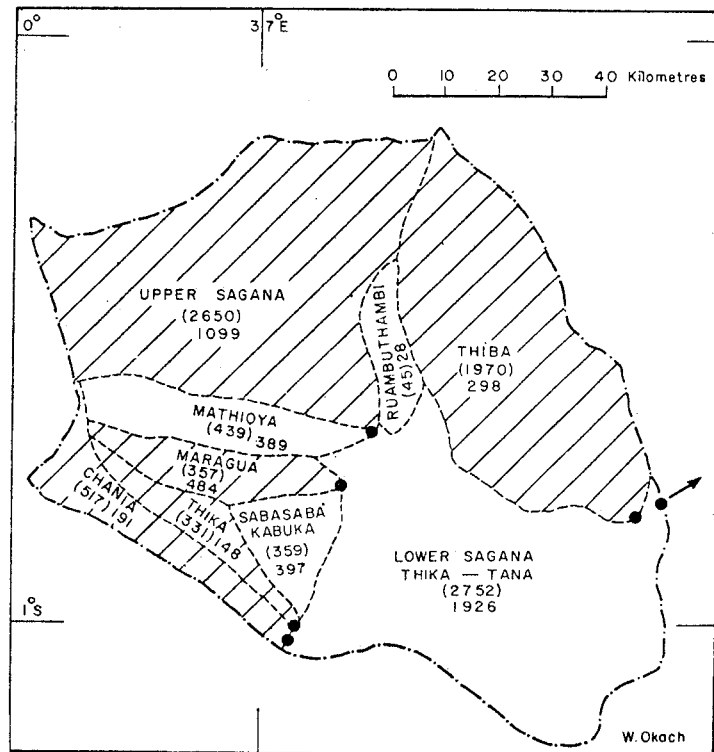 0°
37°E
0 10 20 30 40 Kilometres
UPPER SAGANA
(2650)
1099
RUAMBUTHAMBI
(45)28
THIBA
(1970)
298
MATHIOYA
(439) 389
MARAGUA
(357)
484
CHANIA
(517)191
THIKA
(331)148
SABASABA
KABUKA
(359)
397
LOWER SAGANA
THIKA — TANA
(2752)
1926
1°S
W. Okach